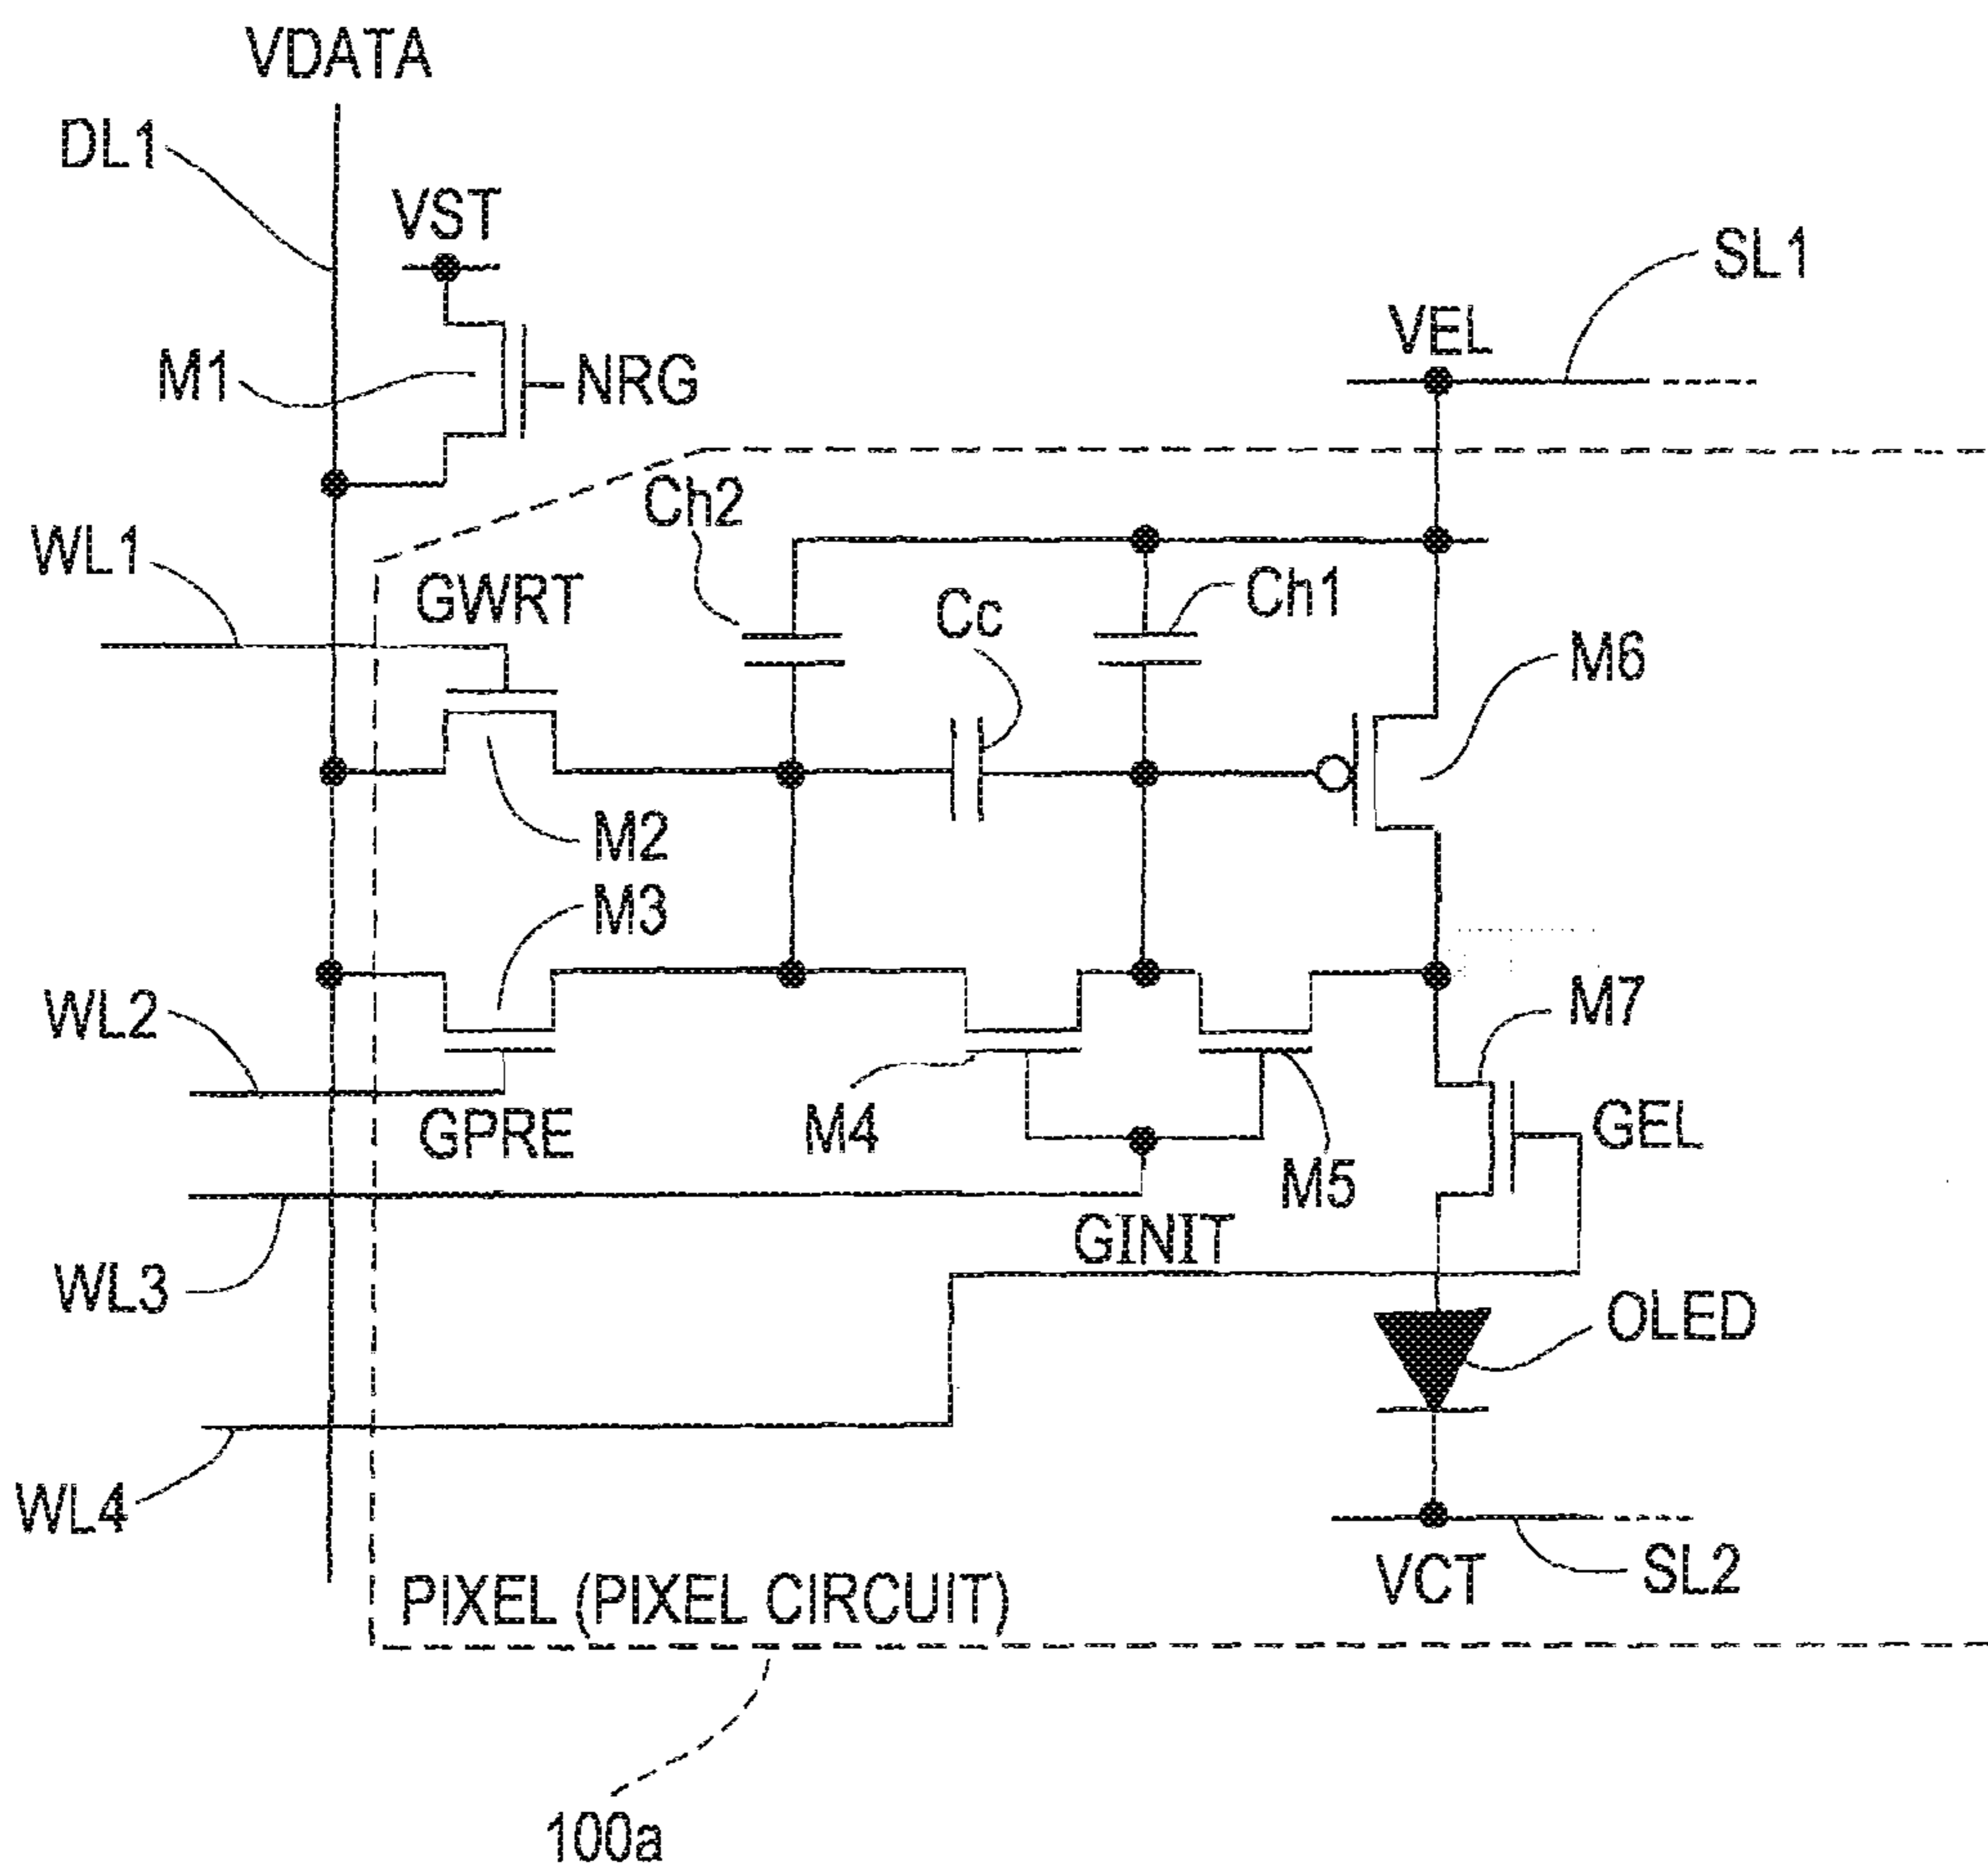 VDATA
DL1
VST
SL1
VEL
M1
NRG
Ch2
WL1
GWRT
Cc
Ch1
M6
M2
M3
WL2
M7
GPRE
M4
GEL
M5
WL3
GINIT
OLED
WL4
VCT
SL2
PIXEL (PIXEL CIRCUIT)
100a